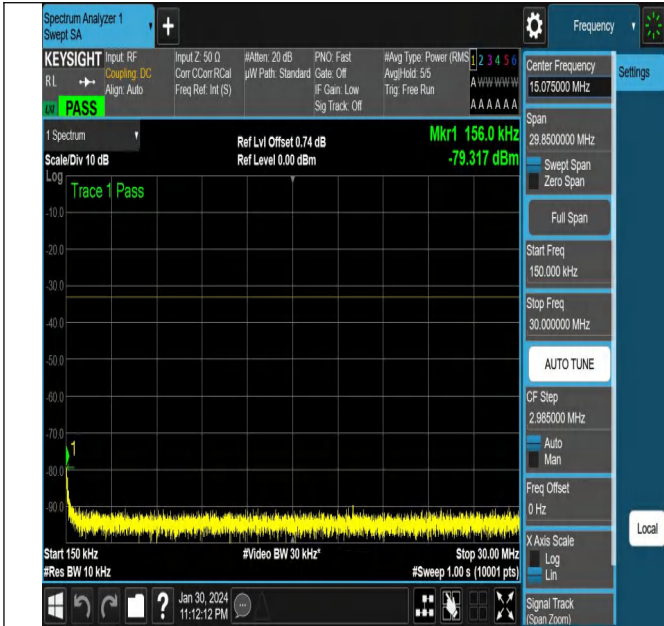 Spectrum Analyzer 1
Swept SA
Frequency
KEYSIGHT
RL
LXI
PASS
Input: RF
Coupling: DC
Align: Auto
Input Z: 50 Ω
Corr CCorr RCal
Freq Ref: Int (S)
#Atten: 20 dB
µW Path: Standard
PNO: Fast
Gate: Off
IF Gain: Low
Sig Track: Off
#Avg Type: Power (RMS
Avg|Hold: 5/5
Trig: Free Run
1 2 3 4 5 6
A W W W W W
A A A A A A
1 Spectrum
Scale/Div 10 dB
Ref Lvl Offset 0.74 dB
Ref Level 0.00 dBm
Mkr1 156.0 kHz
-79.317 dBm
Log
Trace 1 Pass
-10.0
-20.0
-30.0
-40.0
-50.0
-60.0
-70.0
1
-80.0
-90.0
Start 150 kHz
#Video BW 30 kHz*
Stop 30.00 MHz
#Res BW 10 kHz
#Sweep 1.00 s (10001 pts)
Jan 30, 2024
11:12:12 PM
Settings
Center Frequency
15.075000 MHz
Span
29.8500000 MHz
Swept Span
Zero Span
Full Span
Start Freq
150.000 kHz
Stop Freq
30.000000 MHz
AUTO TUNE
CF Step
2.985000 MHz
Auto
Man
Freq Offset
0 Hz
Local
X Axis Scale
Log
Lin
Signal Track
(Span Zoom)